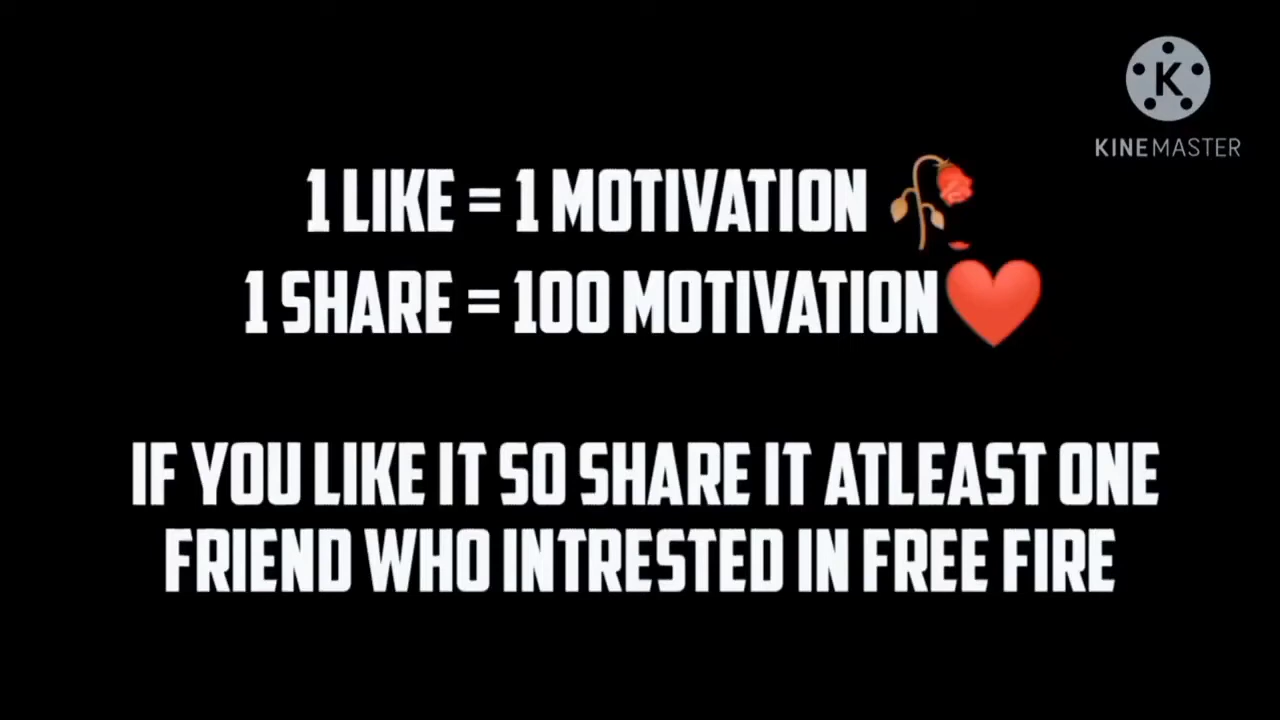 K
KINEMASTER
1 LIKE = 1 MOTIVATION 🥀
1 SHARE = 100 MOTIVATION ❤️
IF YOU LIKE IT SO SHARE IT ATLEAST ONE
FRIEND WHO INTRESTED IN FREE FIRE